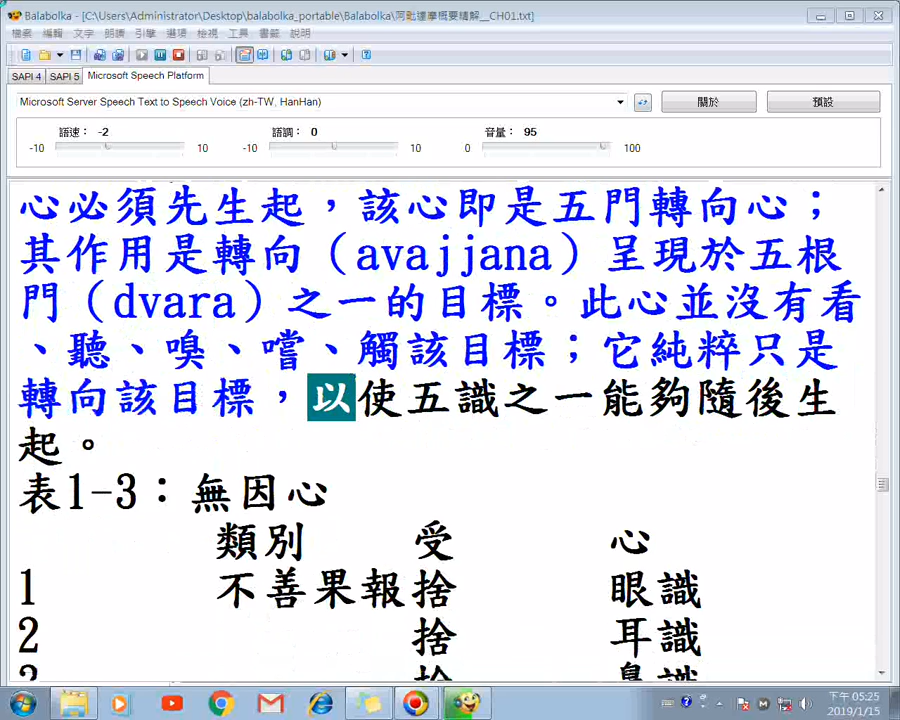 Balabolka - [C:\Users\Administrator\Desktop\balabolka_portable\Balabolka\阿毗達摩概要精解__CH01.txt]
檔案 編輯 文字 朗讀 引擎 選項 檢視 工具 書籤 說明
SAPI 4 SAPI 5 Microsoft Speech Platform
Microsoft Server Speech Text to Speech Voice (zh-TW, HanHan) 關於 預設
語速： -2 語調： 0 音量： 95
-10 10 -10 10 0 100
心必須先生起，該心即是五門轉向心；
其作用是轉向（avajjana）呈現於五根
門（dvara）之一的目標。此心並沒有看
、聽、嗅、嚐、觸該目標；它純粹只是
轉向該目標，以使五識之一能夠隨後生
起。
表1-3：無因心
類別 受 心
1 不善果報捨 眼識
2 捨 耳識
3 捨 鼻識
下午 05:25
2019/1/15